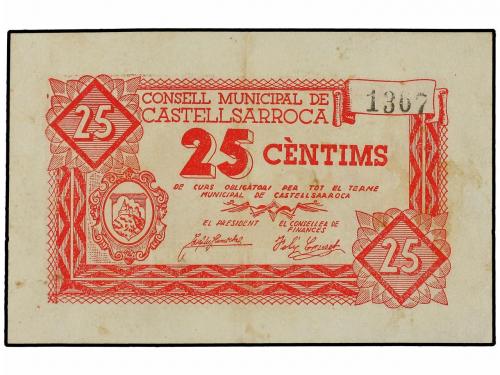 25
CONSELL MUNICIPAL DE
CASTELLSARROCA
1367
25 CÈNTIMS
DE CURS OBLIGATORI PER TOT EL TERME
MUNICIPAL DE CASTELLSARROCA
EL PRESIDENT
EL CONSELLER DE
FINANCES
25